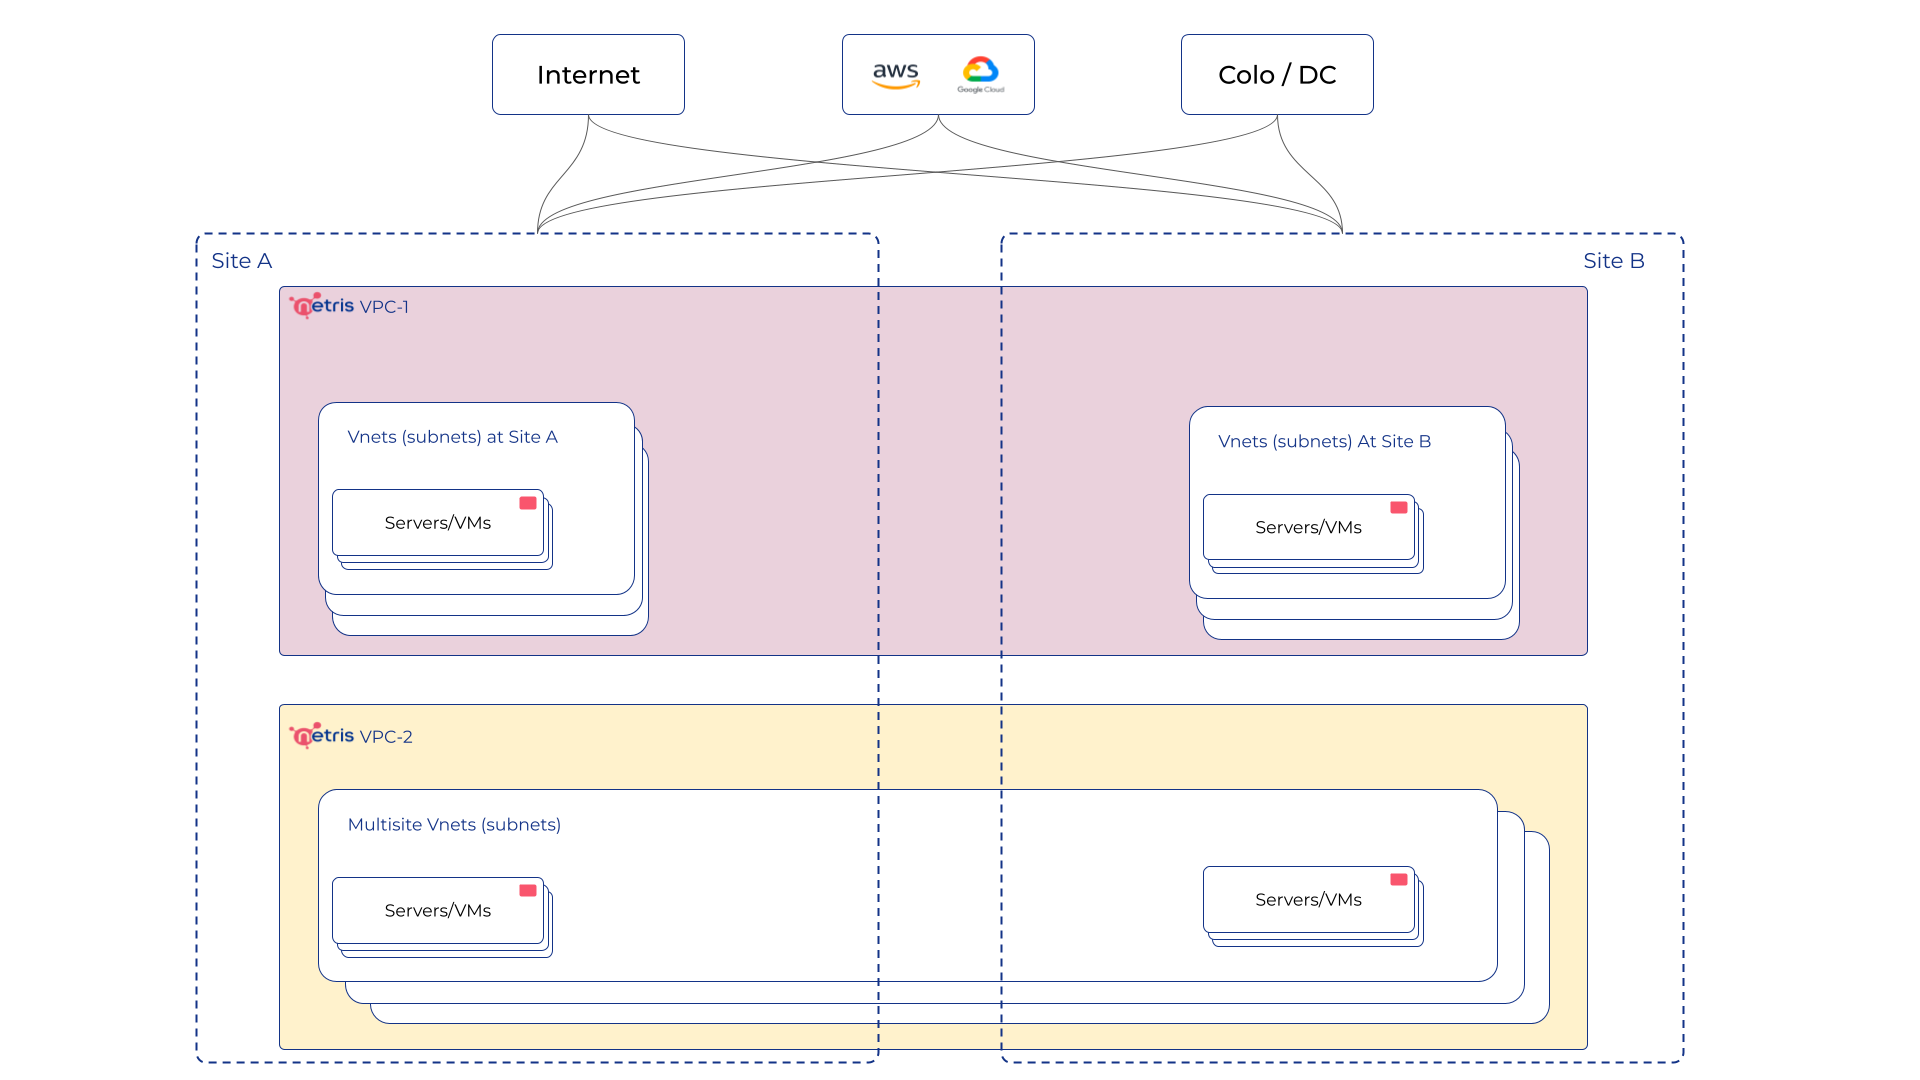 Internet
aws
Google Cloud
Colo / DC
Site A
Site B
netris VPC-1
Vnets (subnets) at Site A
Vnets (subnets) At Site B
Servers/VMs
Servers/VMs
netris VPC-2
Multisite Vnets (subnets)
Servers/VMs
Servers/VMs